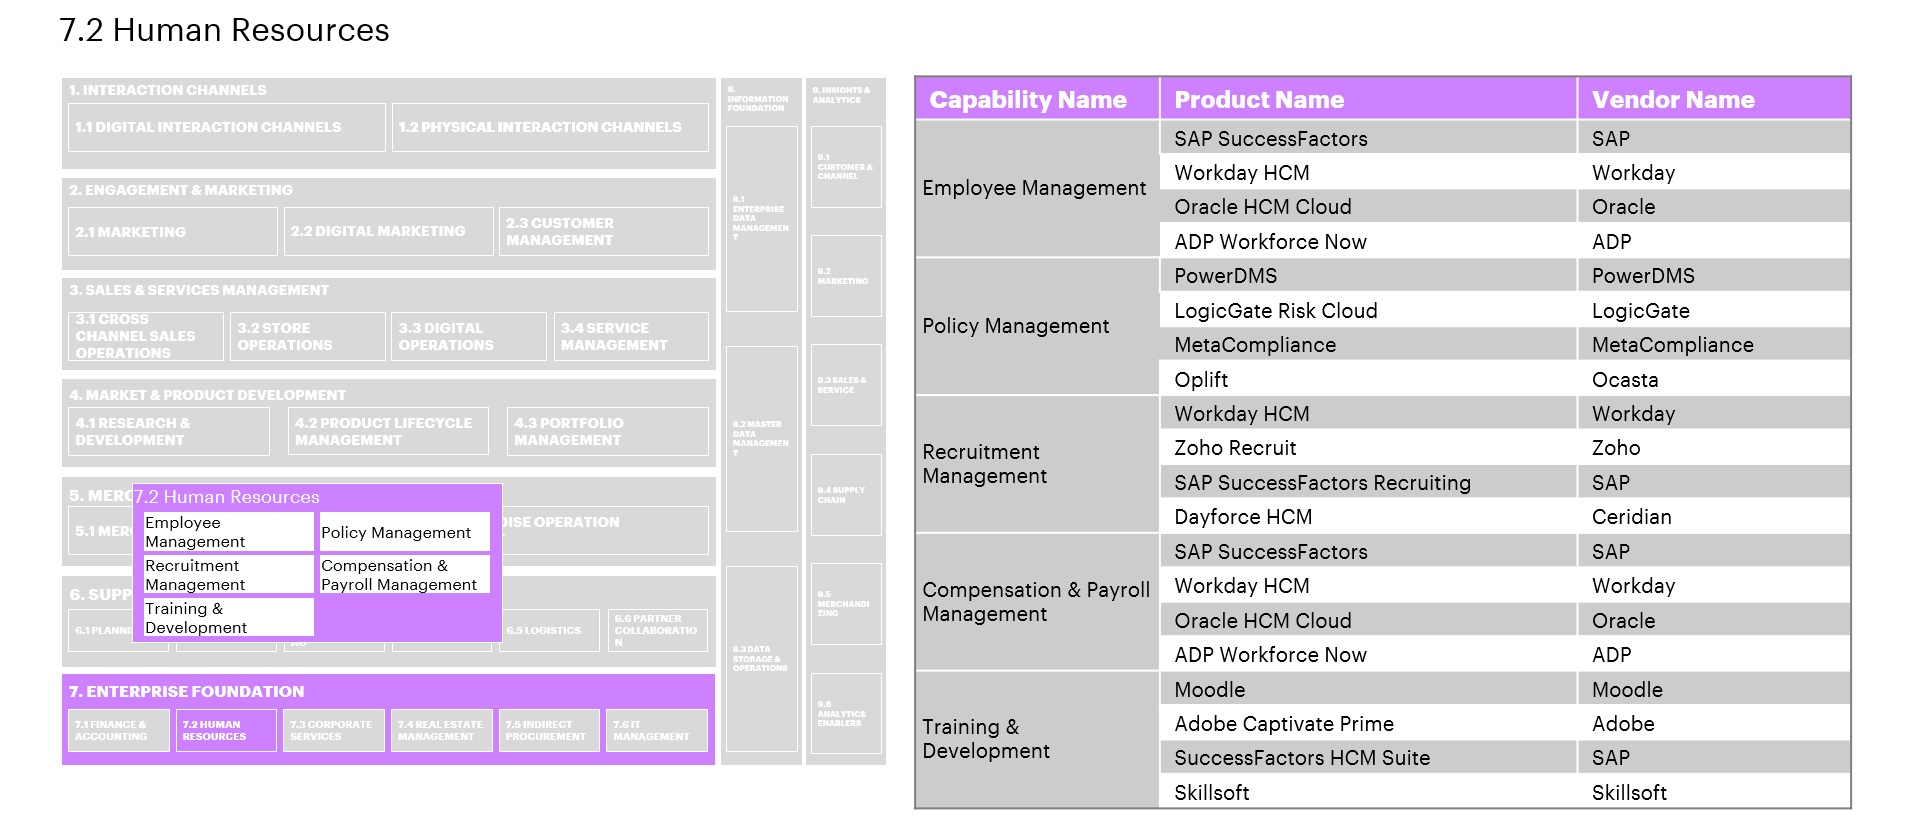 7.2 Human Resources
1. INTERACTION CHANNELS
1.1 DIGITAL INTERACTION CHANNELS
1.2 PHYSICAL INTERACTION CHANNELS
2. ENGAGEMENT & MARKETING
2.1 MARKETING
2.2 DIGITAL MARKETING
2.3 CUSTOMER
MANAGEMENT
3. SALES & SERVICES MANAGEMENT
3.1 CROSS
CHANNEL SALES
OPERATIONS
3.2 STORE
OPERATIONS
3.3 DIGITAL
OPERATIONS
3.4 SERVICE
MANAGEMENT
4. MARKET & PRODUCT DEVELOPMENT
4.1 RESEARCH &
DEVELOPMENT
4.2 PRODUCT LIFECYCLE
MANAGEMENT
4.3 PORTFOLIO
MANAGEMENT
5. MERC
5.1 MER
ISE OPERATION
7.2 Human Resources
Employee
Management
Policy Management
Recruitment
Management
Compensation &
Payroll Management
Training &
Development
6. SUPP
6.1 PLANNI
6.5 LOGISTICS
6.6 PARTNER
COLLABORATIO
N
7. ENTERPRISE FOUNDATION
7.1 FINANCE &
ACCOUNTING
7.2 HUMAN
RESOURCES
7.3 CORPORATE
SERVICES
7.4 REAL ESTATE
MANAGEMENT
7.5 INDIRECT
PROCUREMENT
7.6 IT
MANAGEMENT
8.
INFORMATION
FOUNDATION
8.1
ENTERPRISE
DATA
MANAGEMEN
T
8.2 MASTER
DATA
MANAGEMEN
T
8.3 DATA
STORAGE &
OPERATIONS
9. INSIGHTS &
ANALYTICS
9.1
CUSTOMER &
CHANNEL
9.2
MARKETING
9.3 SALES &
SERVICE
9.4 SUPPLY
CHAIN
9.5
MERCHANDI
ZING
9.6
ANALYTICS
ENABLERS
Capability Name Product Name Vendor Name
Employee Management
SAP SuccessFactors SAP
Workday HCM Workday
Oracle HCM Cloud Oracle
ADP Workforce Now ADP
Policy Management
PowerDMS PowerDMS
LogicGate Risk Cloud LogicGate
MetaCompliance MetaCompliance
Oplift Ocasta
Recruitment
Management
Workday HCM Workday
Zoho Recruit Zoho
SAP SuccessFactors Recruiting SAP
Dayforce HCM Ceridian
Compensation & Payroll
Management
SAP SuccessFactors SAP
Workday HCM Workday
Oracle HCM Cloud Oracle
ADP Workforce Now ADP
Training &
Development
Moodle Moodle
Adobe Captivate Prime Adobe
SuccessFactors HCM Suite SAP
Skillsoft Skillsoft